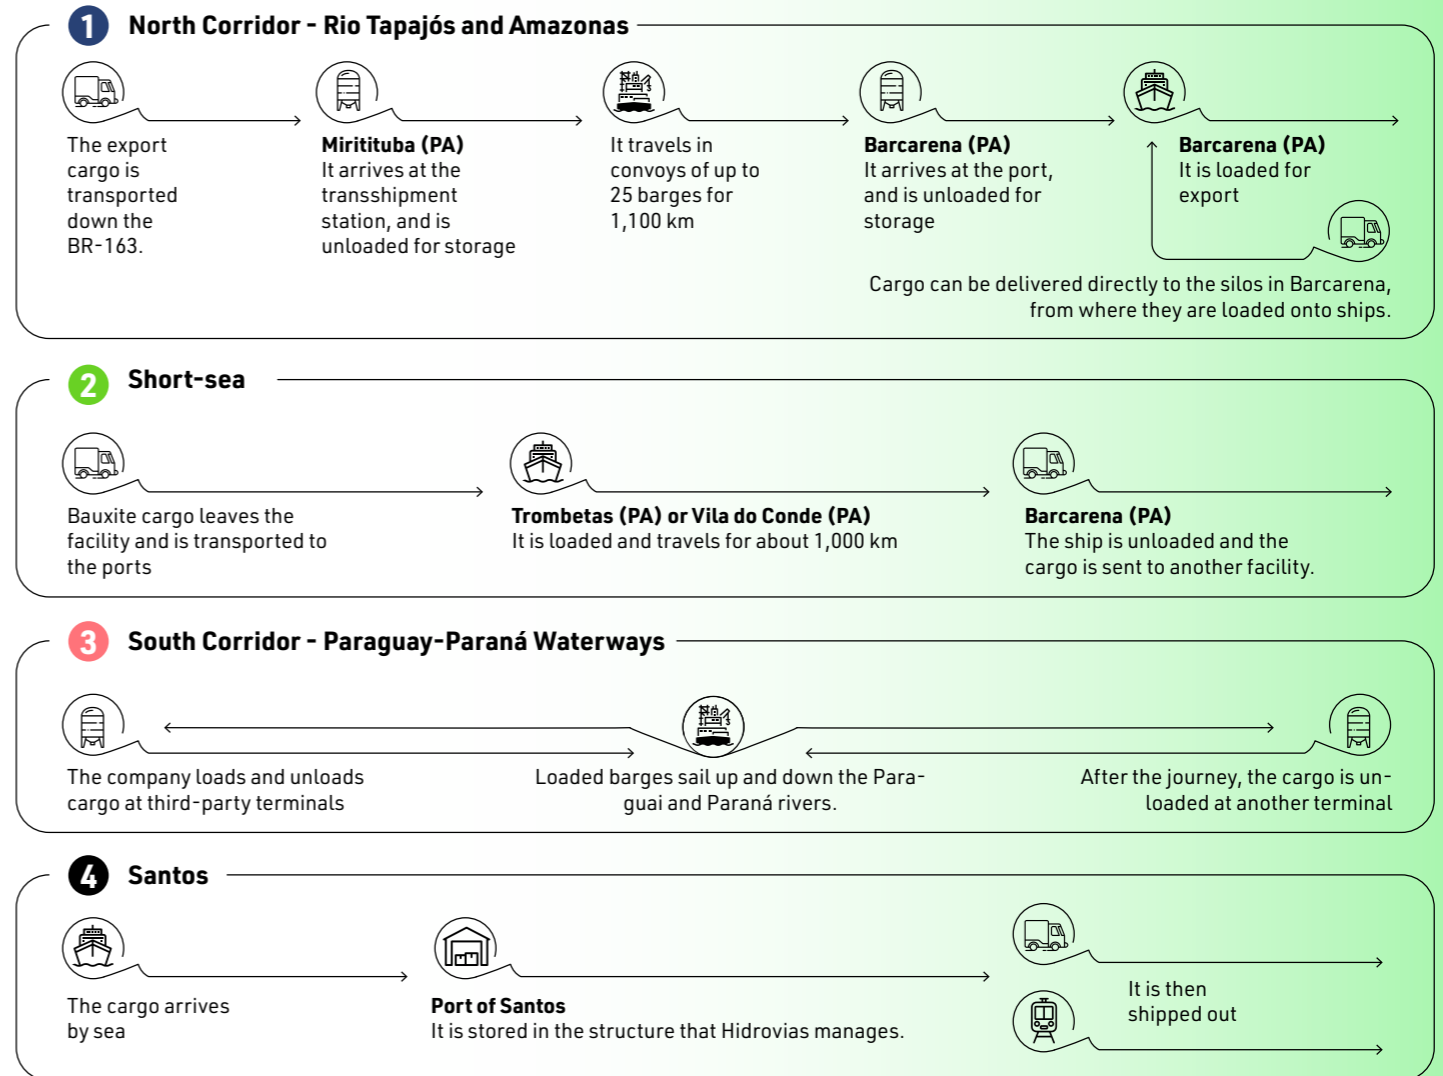 1 North Corridor - Rio Tapajós and Amazonas
The export
cargo is
transported
down the
BR-163.
Miritituba (PA)
It arrives at the
transshipment
station, and is
unloaded for storage
It travels in
convoys of up to
25 barges for
1,100 km
Barcarena (PA)
It arrives at the port,
and is unloaded for
storage
Barcarena (PA)
It is loaded for
export
Cargo can be delivered directly to the silos in Barcarena,
from where they are loaded onto ships.
2 Short-sea
Bauxite cargo leaves the
facility and is transported to
the ports
Trombetas (PA) or Vila do Conde (PA)
It is loaded and travels for about 1,000 km
Barcarena (PA)
The ship is unloaded and the
cargo is sent to another facility.
3 South Corridor - Paraguay-Paraná Waterways
The company loads and unloads
cargo at third-party terminals
Loaded barges sail up and down the Para-
guai and Paraná rivers.
After the journey, the cargo is un-
loaded at another terminal
4 Santos
The cargo arrives
by sea
Port of Santos
It is stored in the structure that Hidrovias manages.
It is then
shipped out